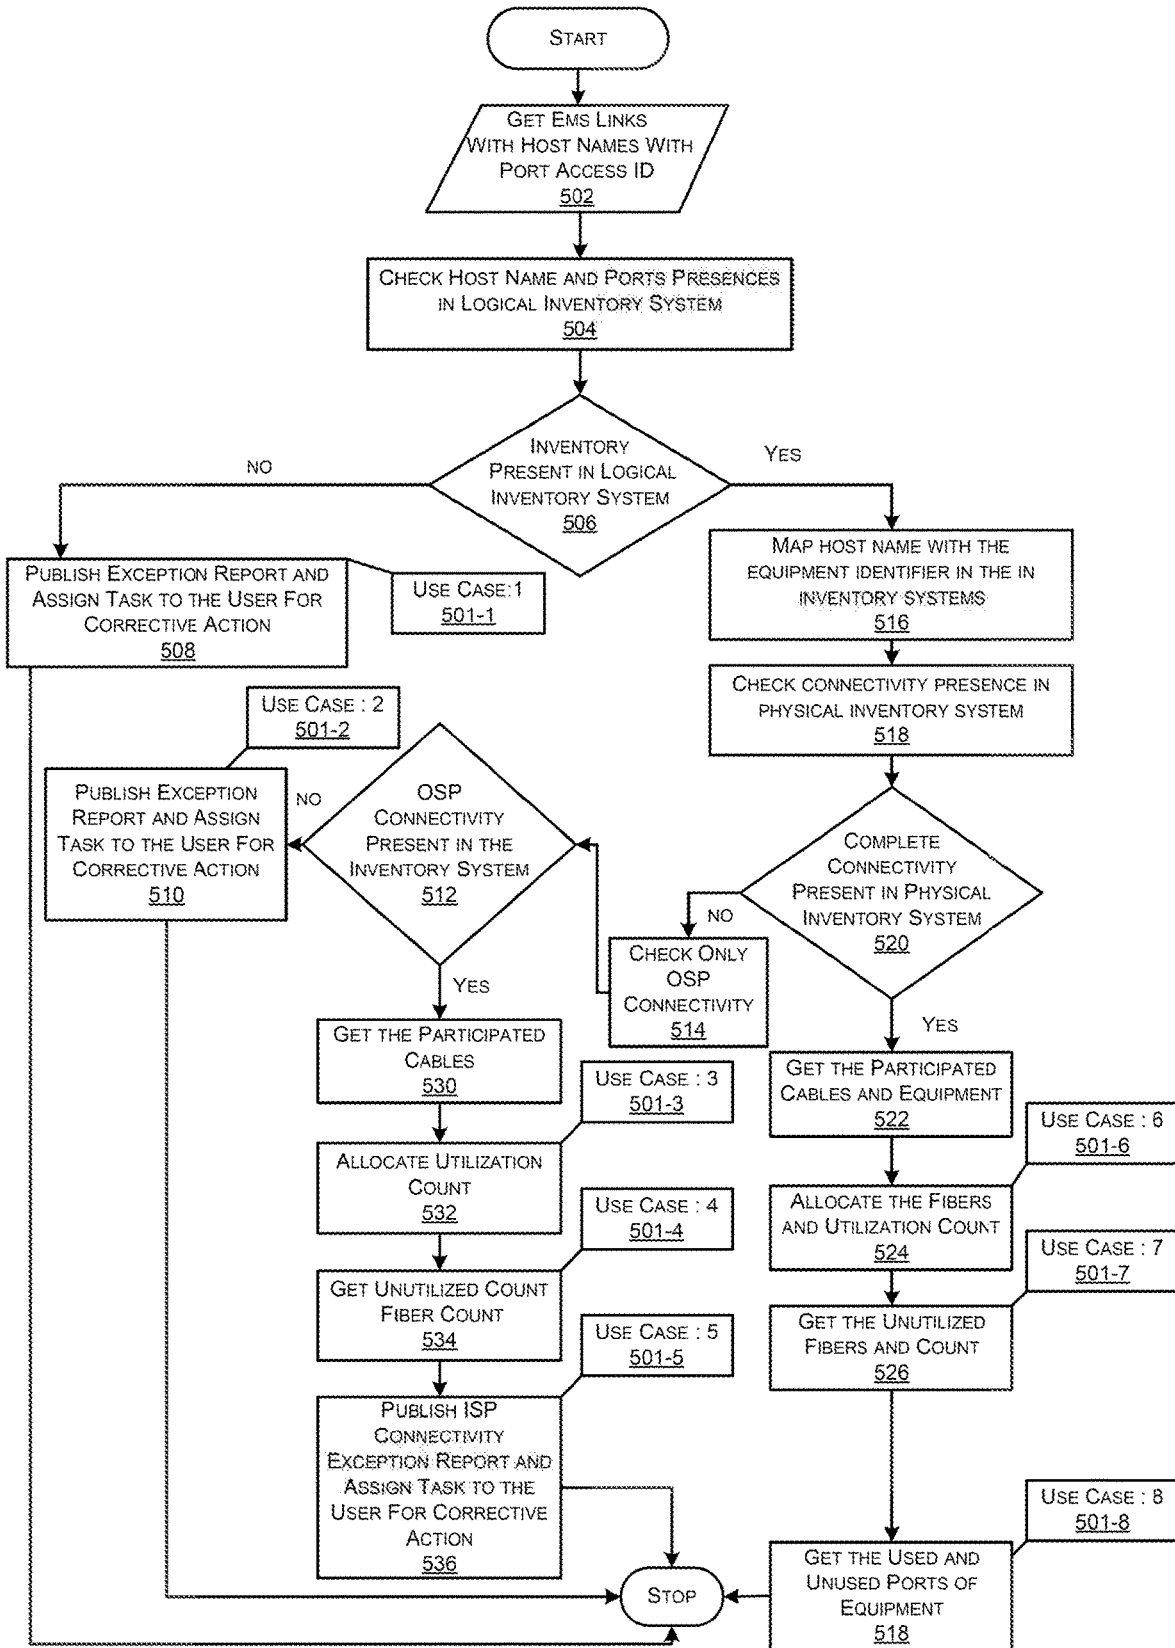 START
GET EMS LINKS
WITH HOST NAMES WITH
PORT ACCESS ID
502
CHECK HOST NAME AND PORTS PRESENCES
IN LOGICAL INVENTORY SYSTEM
504
INVENTORY
PRESENT IN LOGICAL
INVENTORY SYSTEM
506
NO
YES
PUBLISH EXCEPTION REPORT AND
ASSIGN TASK TO THE USER FOR
CORRECTIVE ACTION
508
USE CASE:1
501-1
MAP HOST NAME WITH THE
EQUIPMENT IDENTIFIER IN THE IN
INVENTORY SYSTEMS
516
CHECK CONNECTIVITY PRESENCE IN
PHYSICAL INVENTORY SYSTEM
518
USE CASE : 2
501-2
PUBLISH EXCEPTION
REPORT AND ASSIGN
TASK TO THE USER FOR
CORRECTIVE ACTION
510
NO
OSP
CONNECTIVITY
PRESENT IN THE
INVENTORY SYSTEM
512
COMPLETE
CONNECTIVITY
PRESENT IN PHYSICAL
INVENTORY SYSTEM
520
NO
CHECK ONLY
OSP
CONNECTIVITY
514
YES
YES
GET THE PARTICIPATED
CABLES
530
USE CASE : 3
501-3
ALLOCATE UTILIZATION
COUNT
532
USE CASE : 4
501-4
GET UNUTILIZED COUNT
FIBER COUNT
534
USE CASE : 5
501-5
PUBLISH ISP
CONNECTIVITY
EXCEPTION REPORT AND
ASSIGN TASK TO THE
USER FOR CORRECTIVE
ACTION
536
GET THE PARTICIPATED
CABLES AND EQUIPMENT
522
USE CASE : 6
501-6
ALLOCATE THE FIBERS
AND UTILIZATION COUNT
524
USE CASE : 7
501-7
GET THE UNUTILIZED
FIBERS AND COUNT
526
USE CASE : 8
501-8
GET THE USED AND
UNUSED PORTS OF
EQUIPMENT
518
STOP